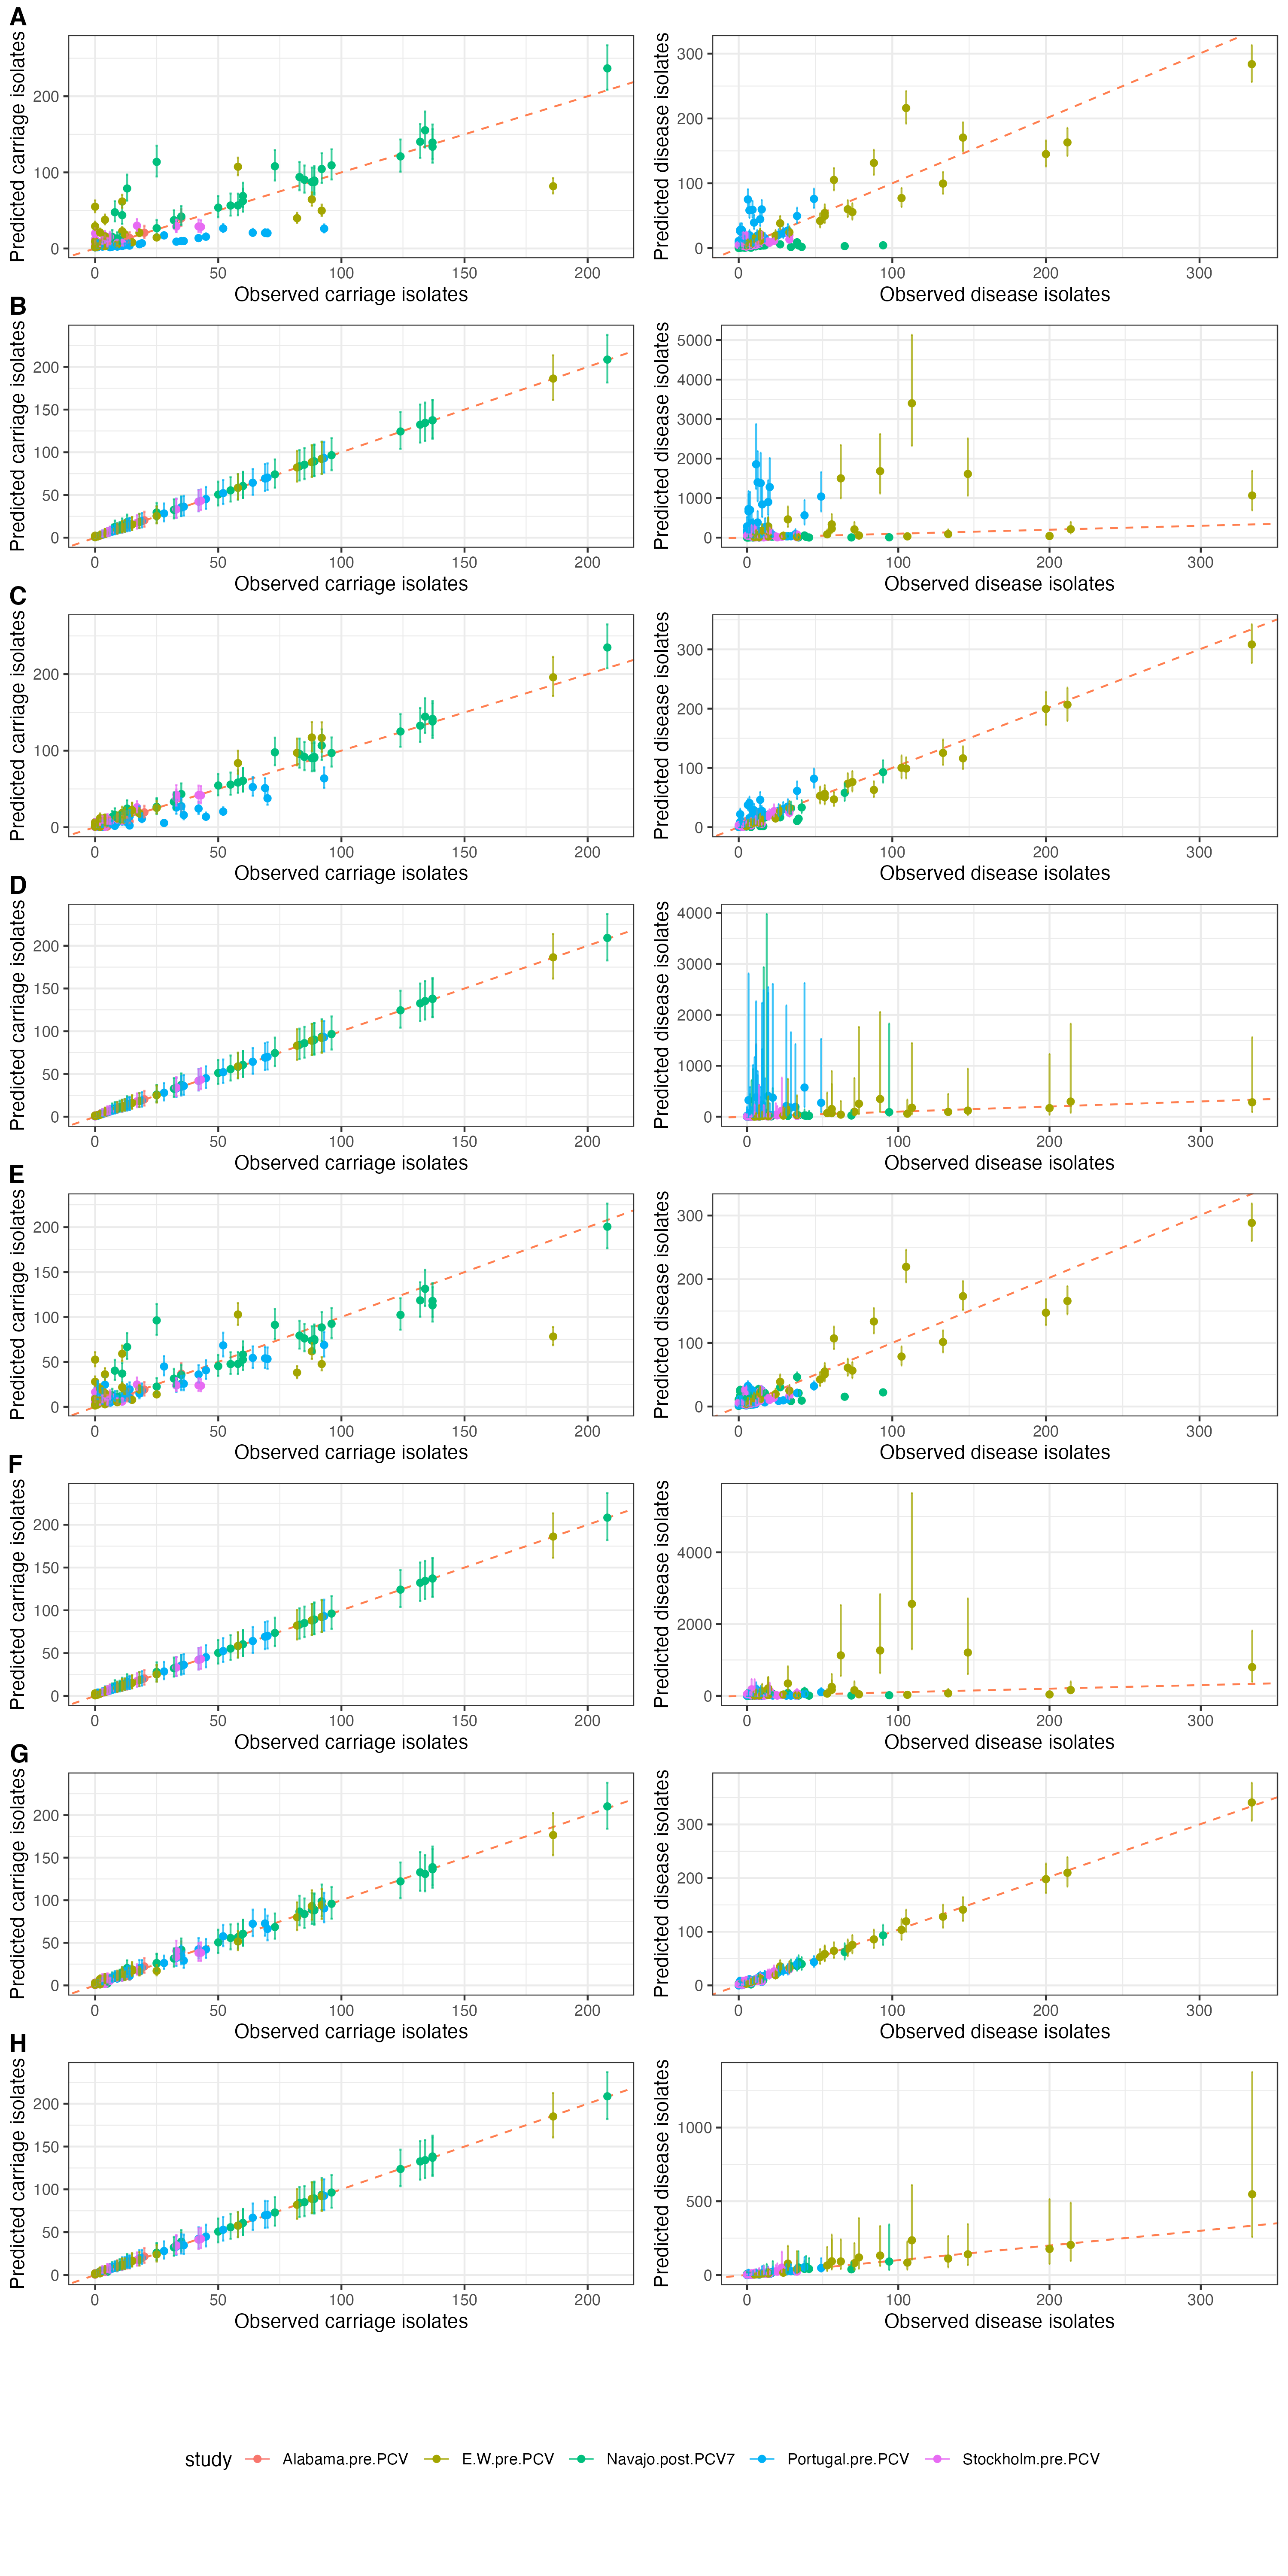 A
Predicted carriage isolates
200
100
0
0 50 100 150 200
Observed carriage isolates
Predicted disease isolates
300
200
100
0
0 100 200 300
Observed disease isolates
B
Predicted carriage isolates
200
150
100
50
0
0 50 100 150 200
Observed carriage isolates
Predicted disease isolates
5000
4000
3000
2000
1000
0
0 100 200 300
Observed disease isolates
C
Predicted carriage isolates
200
100
0
0 50 100 150 200
Observed carriage isolates
Predicted disease isolates
300
200
100
0
0 100 200 300
Observed disease isolates
D
Predicted carriage isolates
200
150
100
50
0
0 50 100 150 200
Observed carriage isolates
Predicted disease isolates
4000
3000
2000
1000
0
0 100 200 300
Observed disease isolates
E
Predicted carriage isolates
200
150
100
50
0
0 50 100 150 200
Observed carriage isolates
Predicted disease isolates
300
200
100
0
0 100 200 300
Observed disease isolates
F
Predicted carriage isolates
200
150
100
50
0
0 50 100 150 200
Observed carriage isolates
Predicted disease isolates
4000
2000
0
0 100 200 300
Observed disease isolates
G
Predicted carriage isolates
200
150
100
50
0
0 50 100 150 200
Observed carriage isolates
Predicted disease isolates
300
200
100
0
0 100 200 300
Observed disease isolates
H
Predicted carriage isolates
200
150
100
50
0
0 50 100 150 200
Observed carriage isolates
Predicted disease isolates
1000
500
0
0 100 200 300
Observed disease isolates
study Alabama.pre.PCV E.W.pre.PCV Navajo.post.PCV7 Portugal.pre.PCV Stockholm.pre.PCV